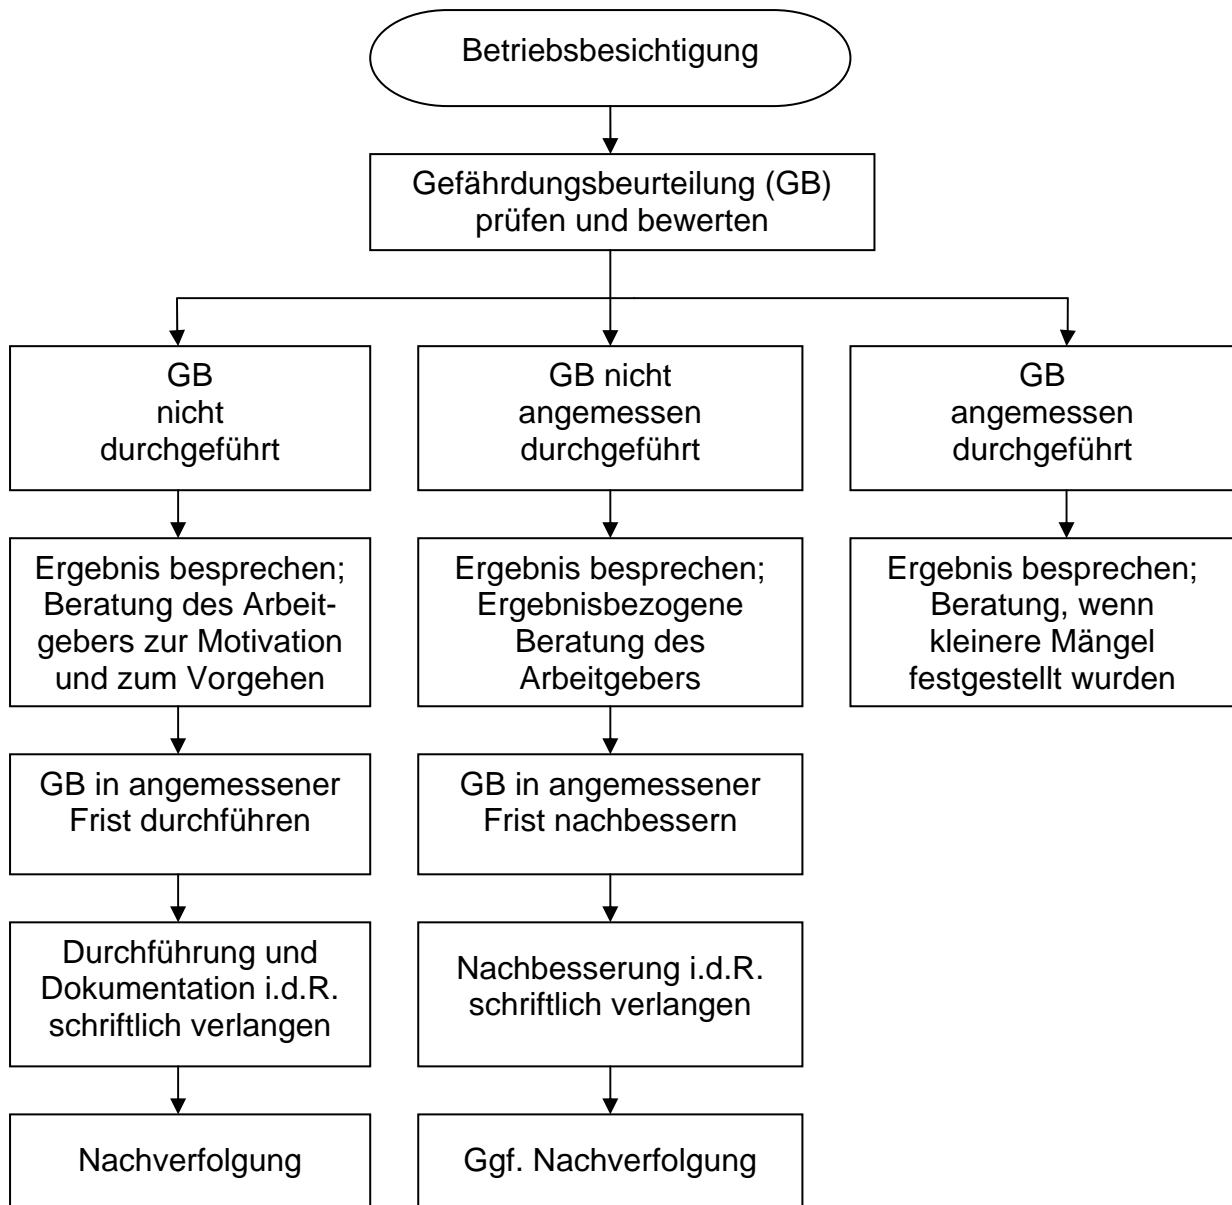 Betriebsbesichtigung
Gefährdungsbeurteilung (GB)
prüfen und bewerten
GB
nicht
durchgeführt
GB nicht
angemessen
durchgeführt
GB
angemessen
durchgeführt
Ergebnis besprechen;
Beratung des Arbeit-
gebers zur Motivation
und zum Vorgehen
Ergebnis besprechen;
Ergebnisbezogene
Beratung des
Arbeitgebers
Ergebnis besprechen;
Beratung, wenn
kleinere Mängel
festgestellt wurden
GB in angemessener
Frist durchführen
GB in angemessener
Frist nachbessern
Durchführung und
Dokumentation i.d.R.
schriftlich verlangen
Nachbesserung i.d.R.
schriftlich verlangen
Nachverfolgung
Ggf. Nachverfolgung